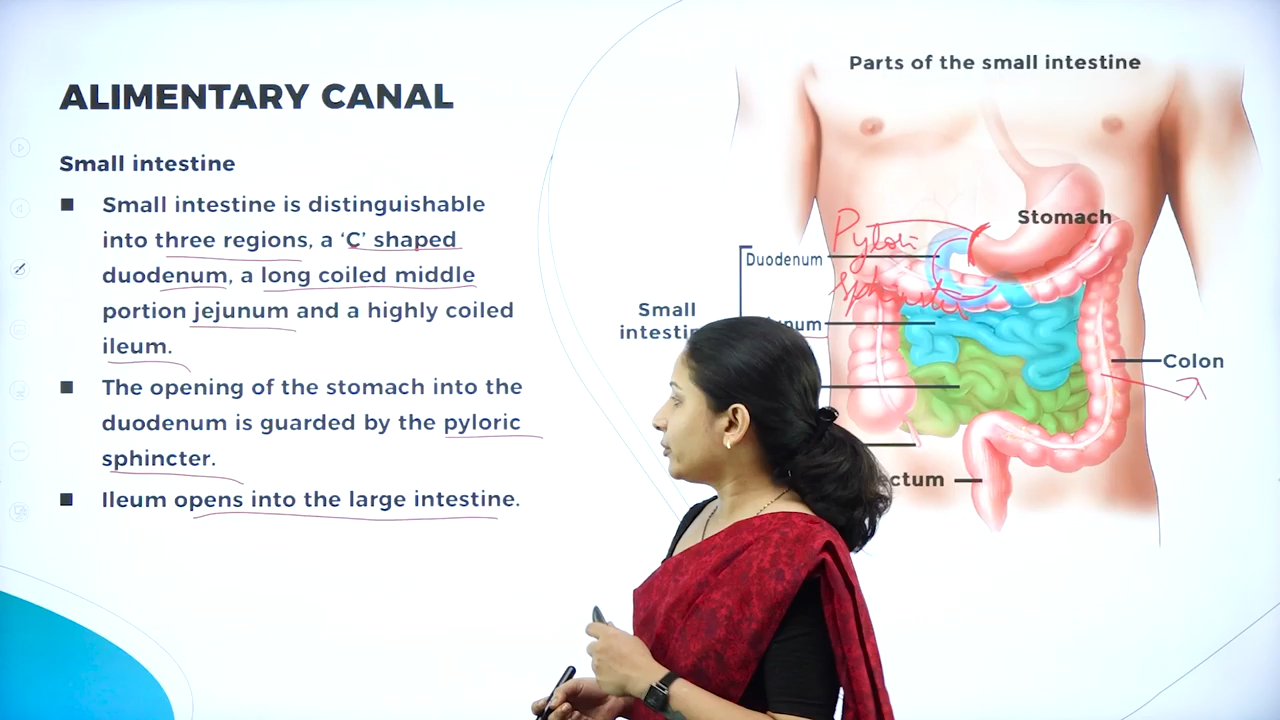 ALIMENTARY CANAL
Small intestine
■ Small intestine is distinguishable
into three regions, a ‘C’ shaped
duodenum, a long coiled middle
portion jejunum and a highly coiled
ileum.
■ The opening of the stomach into the
duodenum is guarded by the pyloric
sphincter.
■ Ileum opens into the large intestine.
Parts of the small intestine
Stomach
Pyloric
Duodenum
Sphincter
Small
Colon